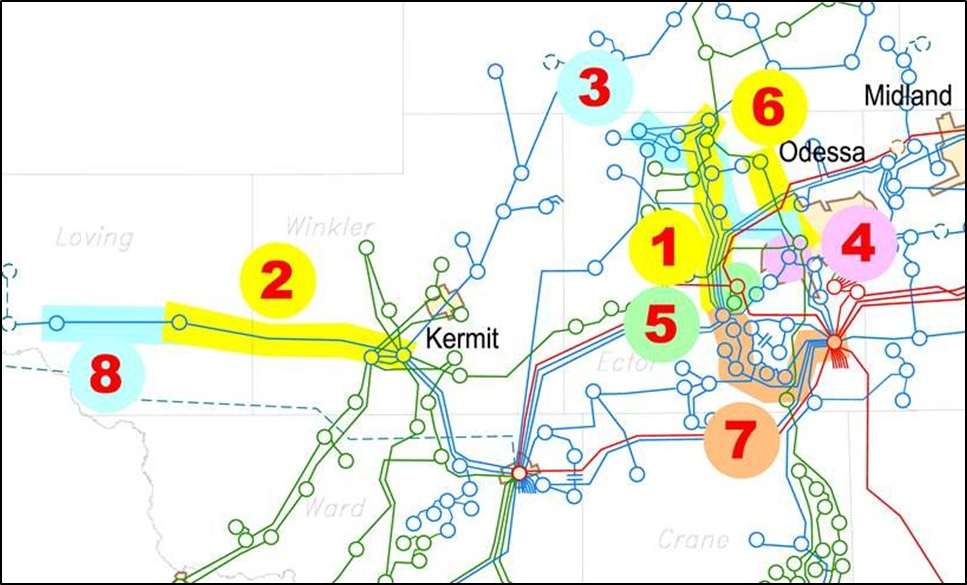 3
6
Midland
Odessa
Loving
Winkler
1
4
2
5
Kermit
Ector
8
7
Ward
Crane